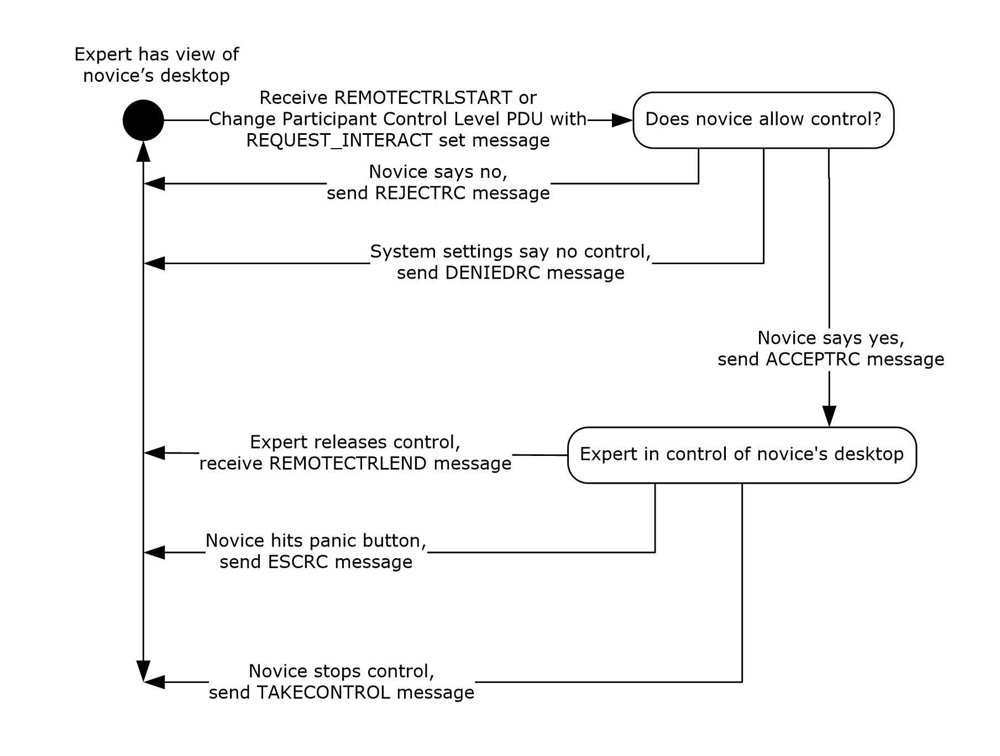 Expert has view of
novice’s desktop
Receive REMOTECTRLSTART or
Change Participant Control Level PDU with
REQUEST_INTERACT set message
Does novice allow control?
Novice says no,
send REJECTRC message
System settings say no control,
send DENIEDRC message
Novice says yes,
send ACCEPTRC message
Expert releases control,
receive REMOTECTRLEND message
Expert in control of novice's desktop
Novice hits panic button,
send ESCRC message
Novice stops control,
send TAKECONTROL message